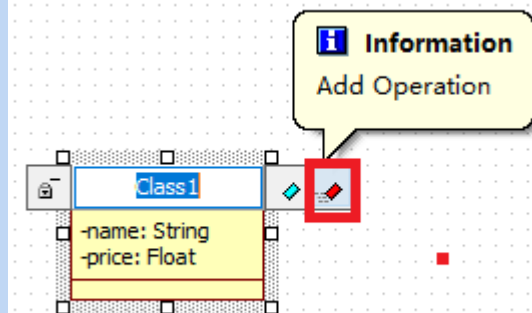 Information
Add Operation
Class1
-name: String
-price: Float